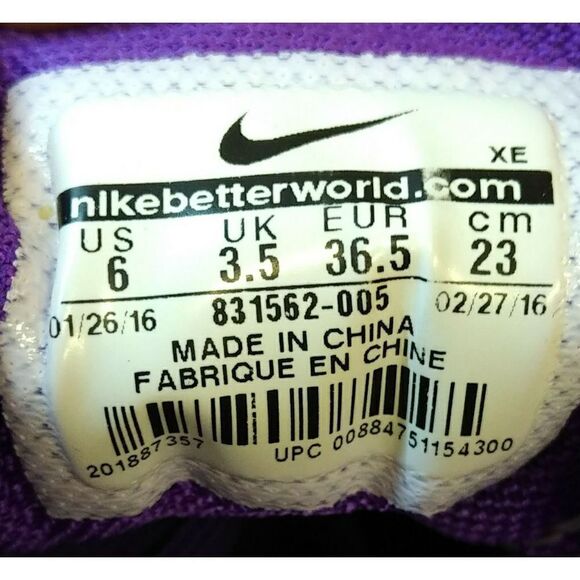 XE
nikebetterworld.com
US UK EUR cm
6 3.5 36.5 23
01/26/16 831562-005 02/27/16
MADE IN CHINA
FABRIQUE EN CHINE
201887357 UPC 00884751154300